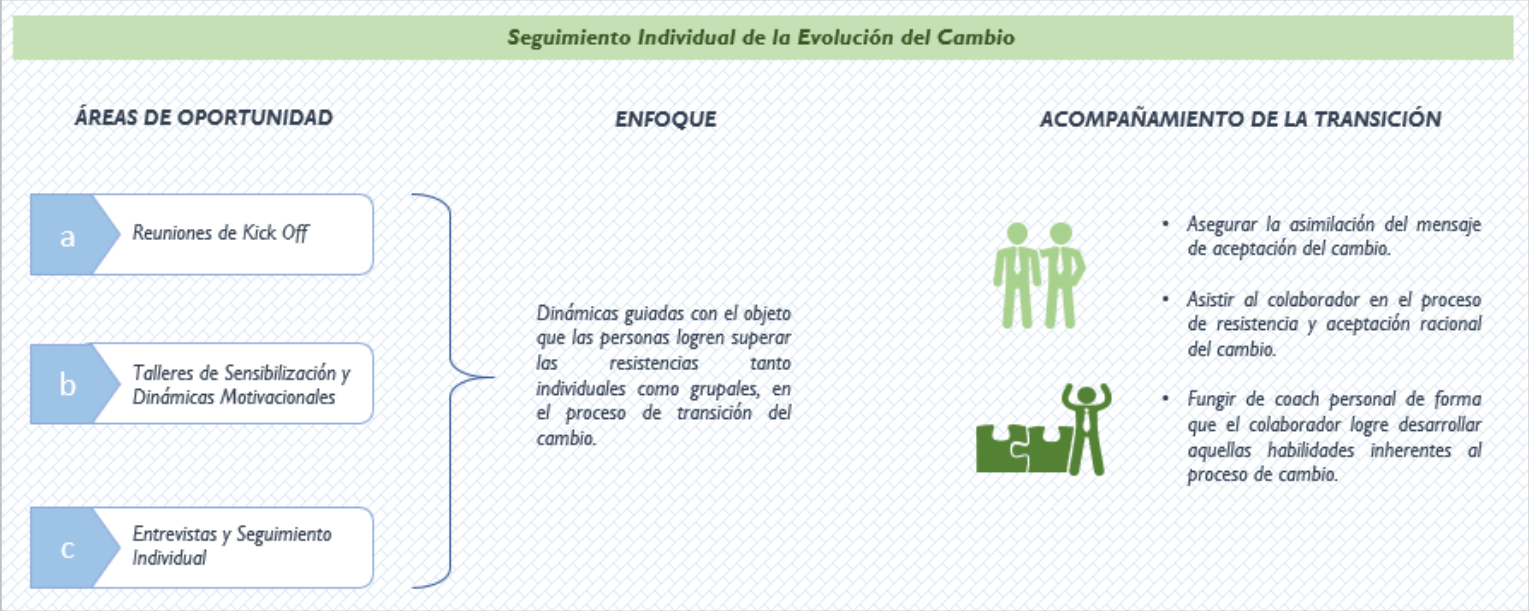 Seguimiento Individual de la Evolución del Cambio
ÁREAS DE OPORTUNIDAD
a
Reuniones de Kick Off
b
Talleres de Sensibilización y
Dinámicas Motivacionales
c
Entrevistas y Seguimiento
Individual
ENFOQUE
Dinámicas guiadas con el objeto
que las personas logren superar
las resistencias tanto
individuales como grupales, en
el proceso de transición del
cambio.
ACOMPAÑAMIENTO DE LA TRANSICIÓN
• Asegurar la asimilación del mensaje
de aceptación del cambio.
• Asistir al colaborador en el proceso
de resistencia y aceptación racional
del cambio.
• Fungir de coach personal de forma
que el colaborador logre desarrollar
aquellas habilidades inherentes al
proceso de cambio.